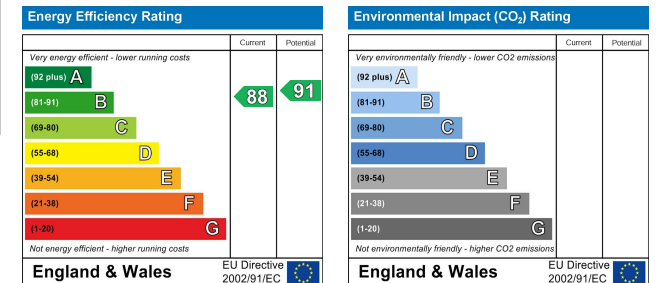 Energy Efficiency Rating
Current Potential
Very energy efficient - lower running costs
(92 plus) A
(81-91) B
(69-80) C
(55-68) D
(39-54) E
(21-38) F
(1-20) G
88
91
Not energy efficient - higher running costs
England & Wales
EU Directive
2002/91/EC
Environmental Impact (CO₂) Rating
Current Potential
Very environmentally friendly - lower CO2 emissions
(92 plus) A
(81-91) B
(69-80) C
(55-68) D
(39-54) E
(21-38) F
(1-20) G
Not environmentally friendly - higher CO2 emissions
England & Wales
EU Directive
2002/91/EC